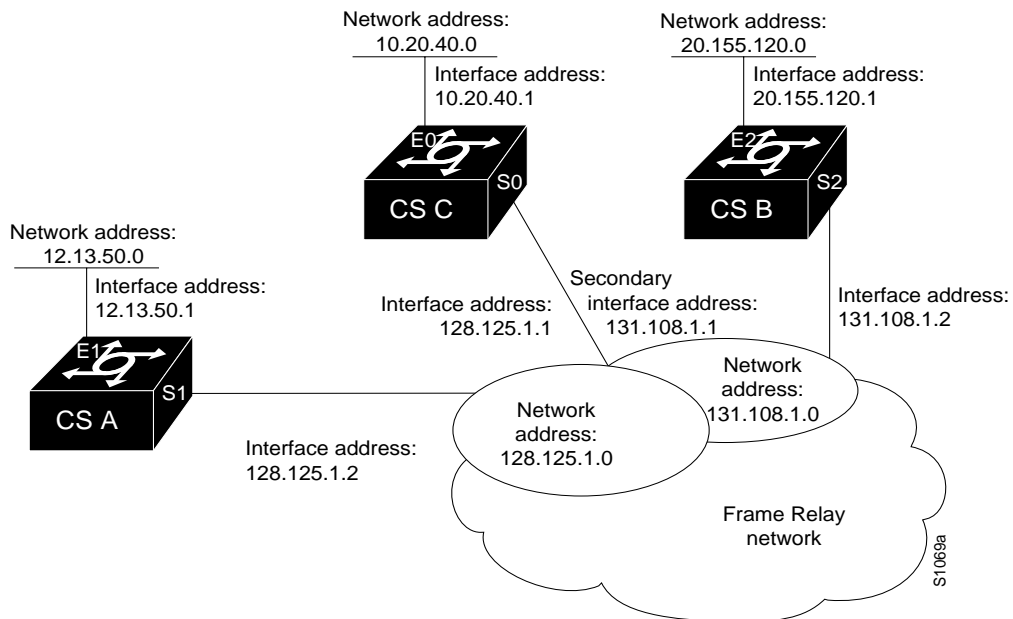 Network address:
10.20.40.0
Interface address:
10.20.40.1
E0
S0
CS C
Network address:
20.155.120.0
Interface address:
20.155.120.1
E2
S2
CS B
Network address:
12.13.50.0
Interface address:
12.13.50.1
E1
S1
CS A
Interface address:
128.125.1.1
Secondary
interface address:
131.108.1.1
Interface address:
131.108.1.2
Interface address:
128.125.1.2
Network
address:
128.125.1.0
Network
address:
131.108.1.0
Frame Relay
network
S1069a